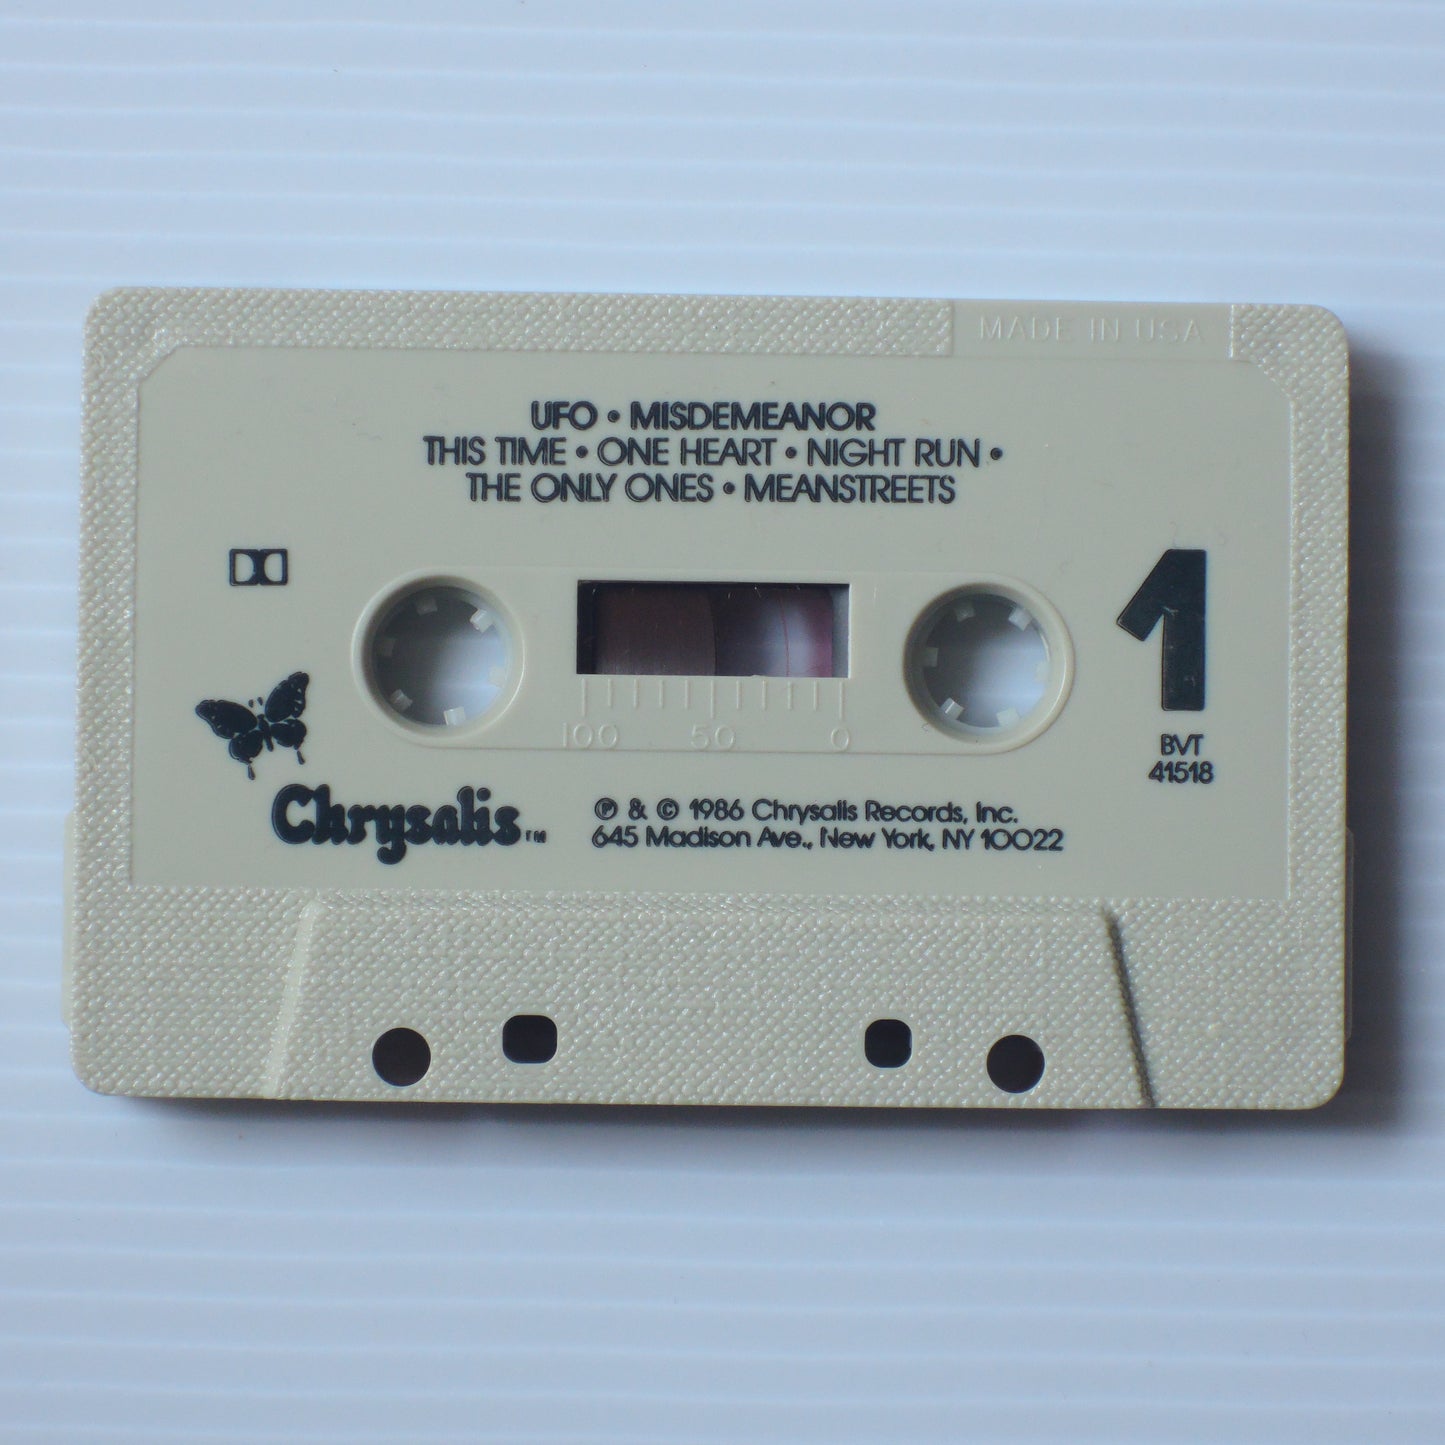 MADE IN USA
UFO • MISDEMEANOR
THIS TIME • ONE HEART • NIGHT RUN •
THE ONLY ONES • MEANSTREETS
1
BVT
41518
100 50 0
Chrysalis™
℗ & © 1986 Chrysalis Records, Inc.
645 Madison Ave., New York, NY 10022